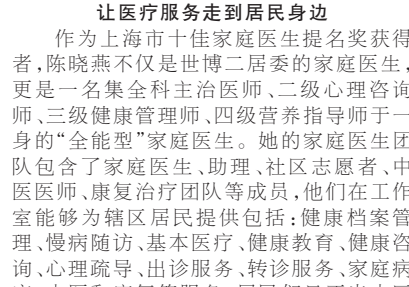 让医疗服务走到居民身边
作为上海市十佳家庭医生提名奖获得
者,陈晓燕不仅是世博二居委的家庭医生,
更是一名集全科主治医师、二级心理咨询
师、三级健康管理师、四级营养指导师于一
身的“全能型”家庭医生。她的家庭医生团
队包含了家庭医生、助理、社区志愿者、中
医医师、康复治疗团队等成员,他们在工作
室能够为辖区居民提供包括:健康档案管
理、慢病随访、基本医疗、健康教育、健康咨
询、心理疏导、出诊服务、转诊服务、家庭病